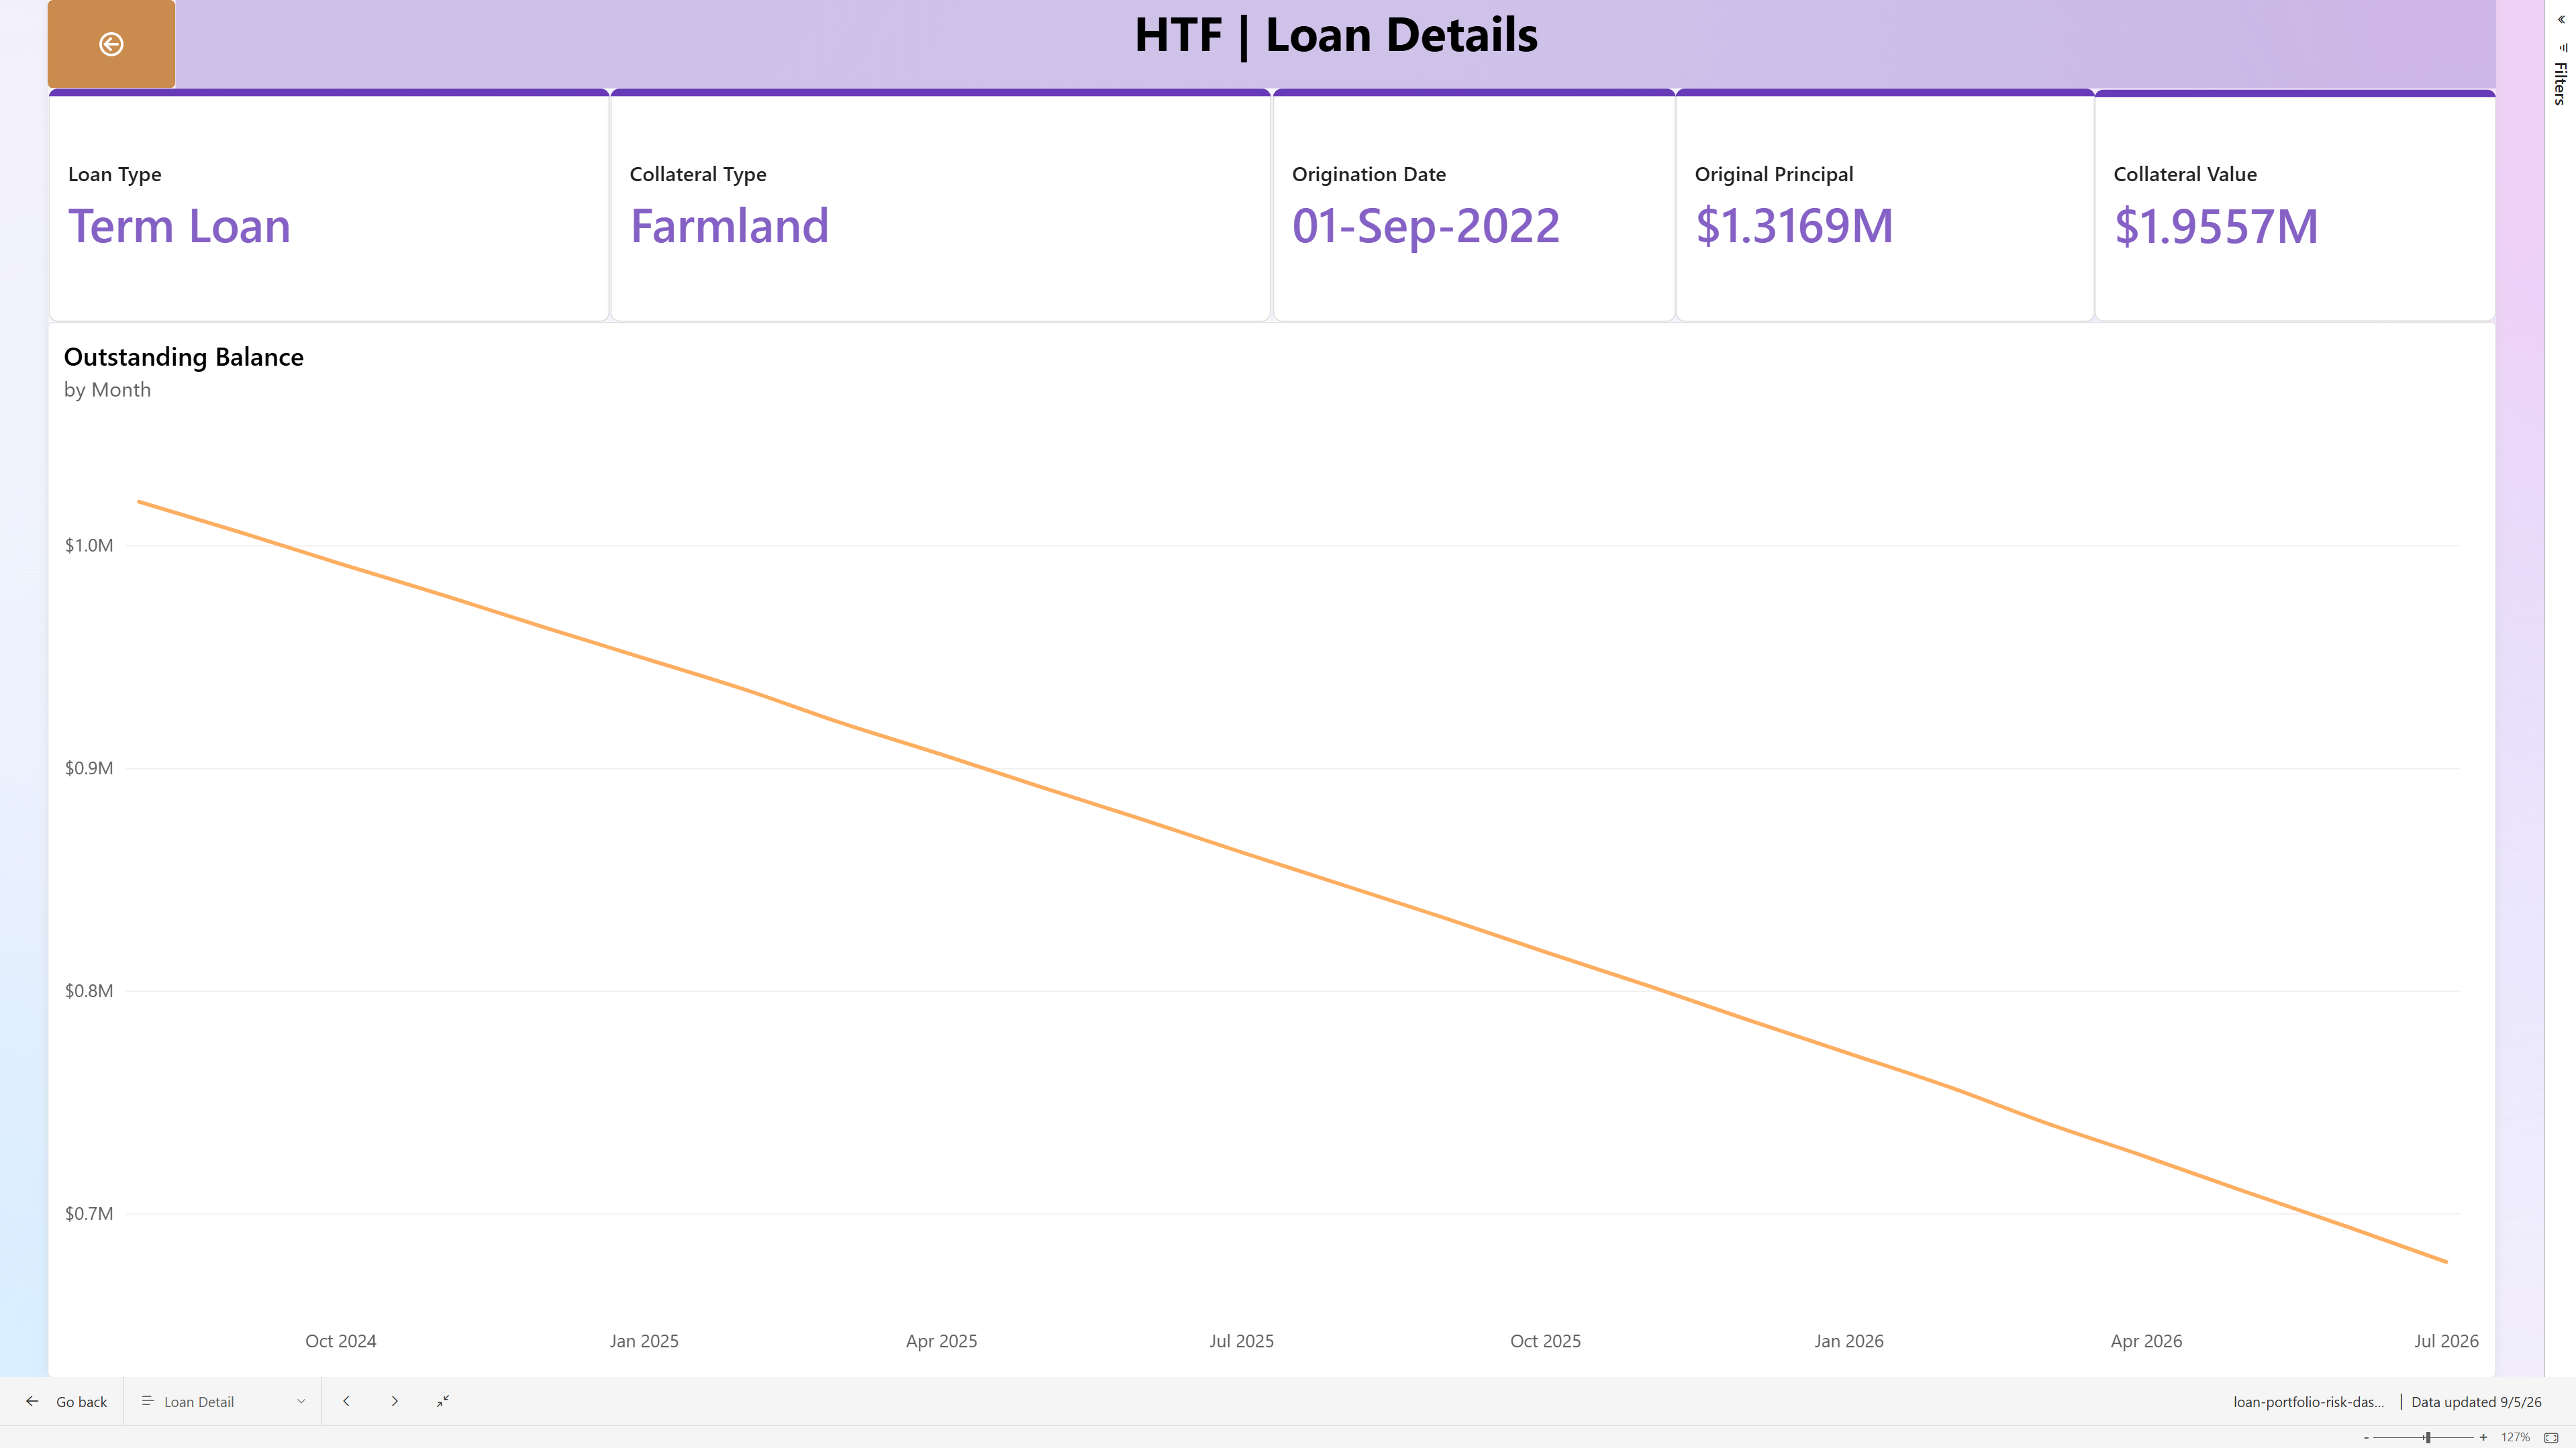 HTF | Loan Details
Filters
Loan Type
Term Loan
Collateral Type
Farmland
Origination Date
01-Sep-2022
Original Principal
$1.3169M
Collateral Value
$1.9557M
Outstanding Balance
by Month
$1.0M
$0.9M
$0.8M
$0.7M
Oct 2024
Jan 2025
Apr 2025
Jul 2025
Oct 2025
Jan 2026
Apr 2026
Jul 2026
Go back
Loan Detail
loan-portfolio-risk-das... | Data updated 9/5/26
- + 127%